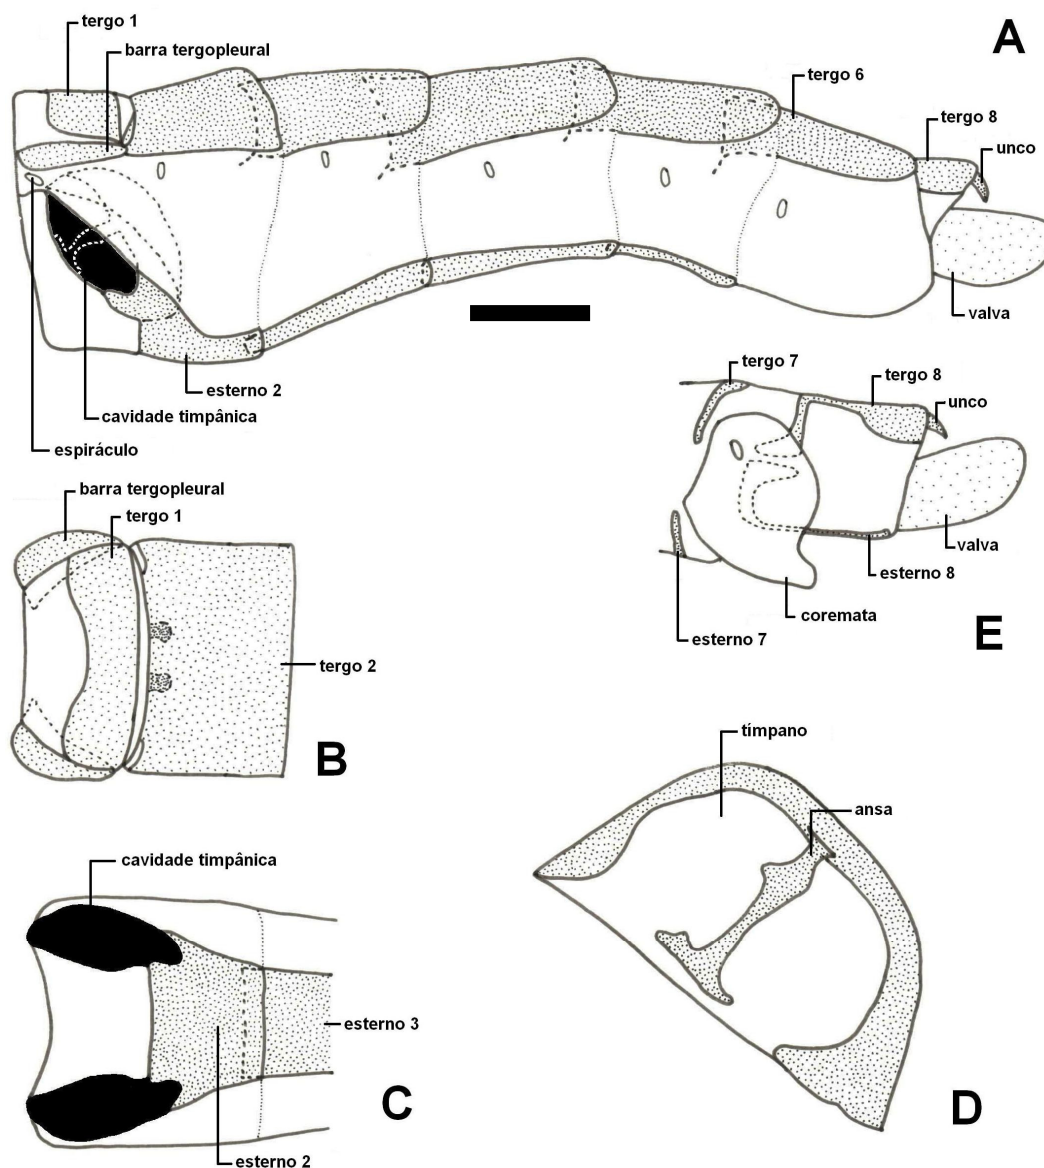 tergo 1
A
barra tergopleural
tergo 6
tergo 8
unco
valva
esterno 2
cavidade timpânica
espiráculo
tergo 7
tergo 8
unco
valva
esterno 8
coremata
esterno 7
E
barra tergopleural
tergo 1
tergo 2
B
tímpano
ansa
D
cavidade timpânica
esterno 3
C
esterno 2